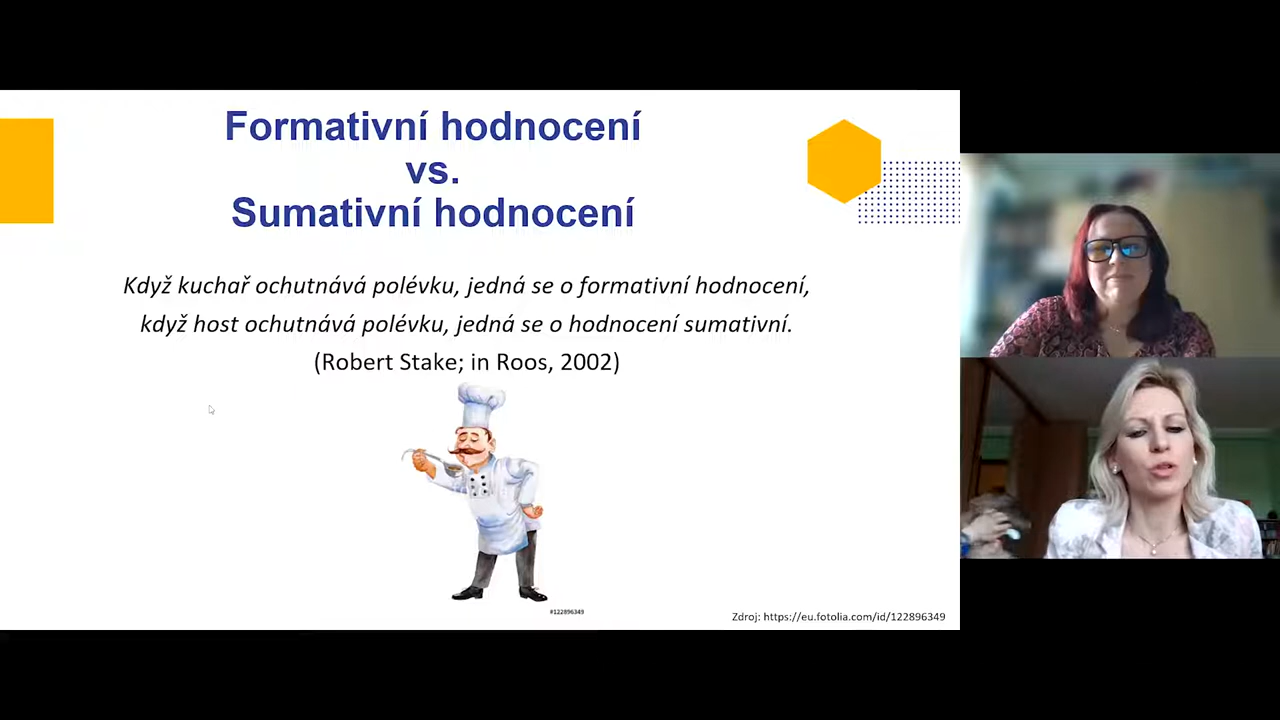 Formativní hodnocení
vs.
Sumativní hodnocení
Když kuchař ochutnává polévku, jedná se o formativní hodnocení,
když host ochutnává polévku, jedná se o hodnocení sumativní.
(Robert Stake; in Roos, 2002)
#122896349
Zdroj: https://eu.fotolia.com/id/122896349